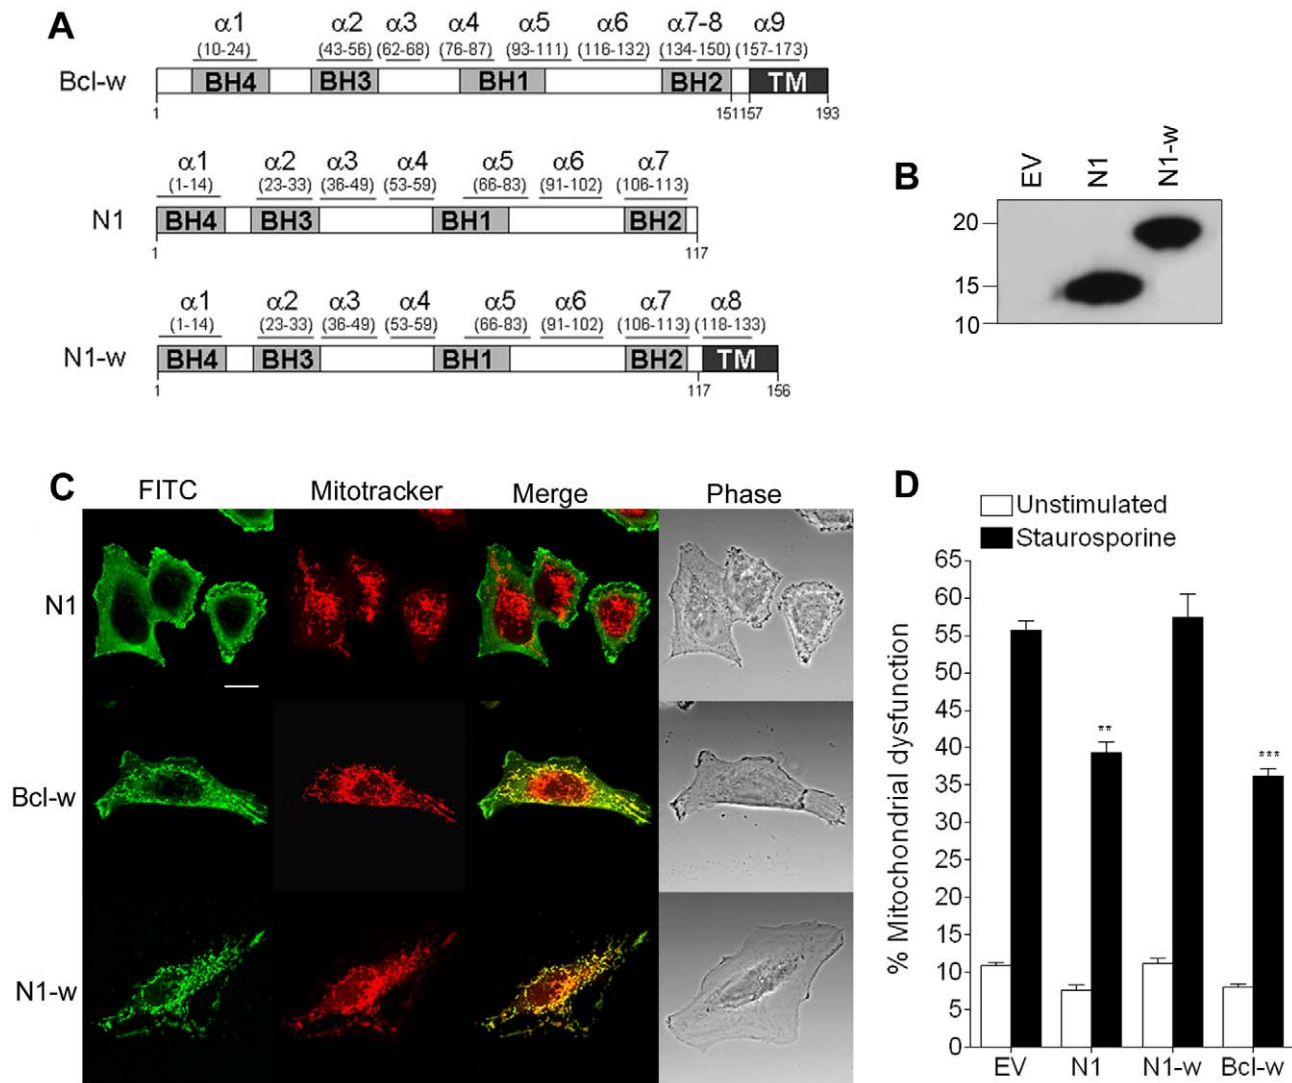 A
α1 α2 α3 α4 α5 α6 α7-8 α9
(10-24) (43-56) (62-68) (76-87) (93-111) (116-132) (134-150) (157-173)
Bcl-w BH4 BH3 BH1 BH2 TM
1 151 157 193
α1 α2 α3 α4 α5 α6 α7
(1-14) (23-33) (36-49) (53-59) (66-83) (91-102) (106-113)
N1 BH4 BH3 BH1 BH2
1 117
α1 α2 α3 α4 α5 α6 α7 α8
(1-14) (23-33) (36-49) (53-59) (66-83) (91-102) (106-113) (118-133)
N1-w BH4 BH3 BH1 BH2 TM
1 117 156
B
EV N1 N1-w
20
15
10
C
FITC Mitotracker Merge Phase
N1
Bcl-w
N1-w
D
Unstimulated
Staurosporine
% Mitochondrial dysfunction
65
60
55
50
45
40
35
30
25
20
15
10
5
0
** ***
EV N1 N1-w Bcl-w